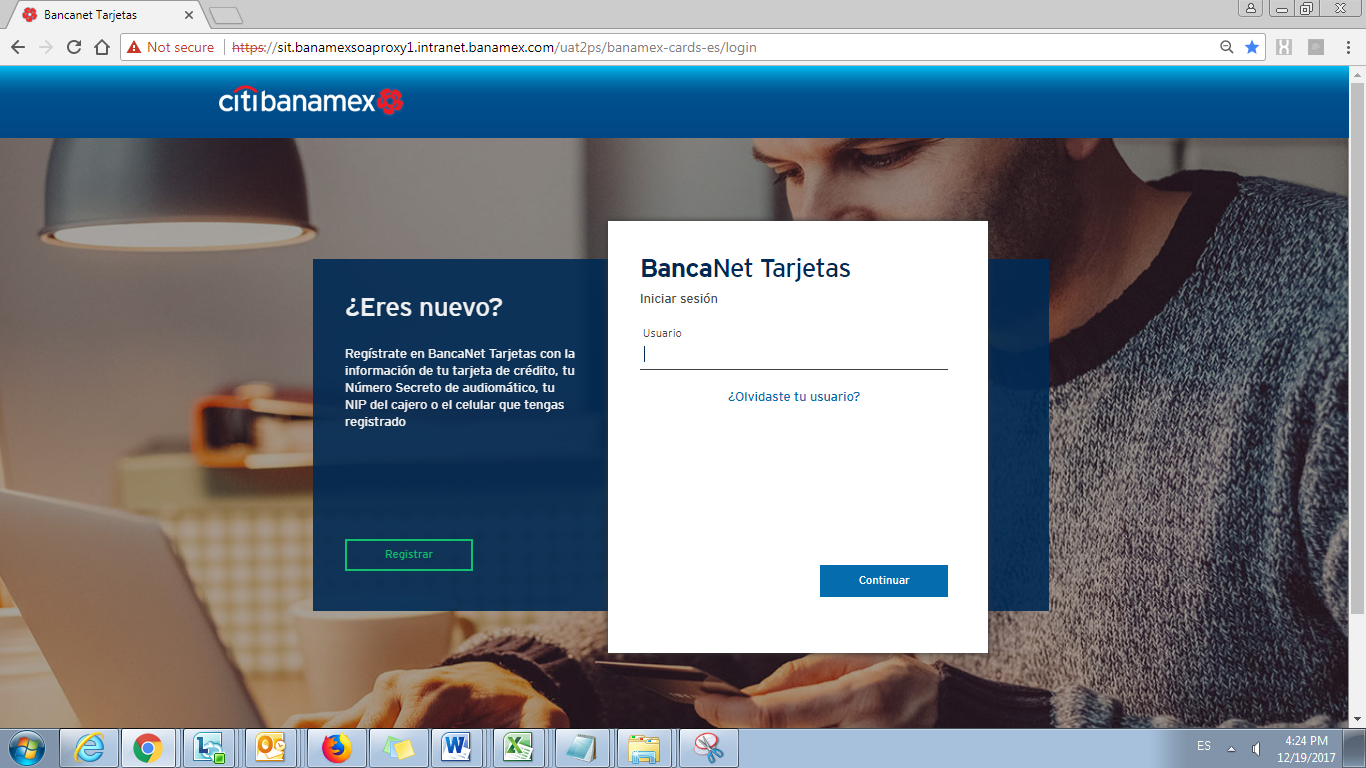 Bancanet Tarjetas
Not secure
https://sit.banamexsoaproxy1.intranet.banamex.com/uat2ps/banamex-cards-es/login
citibanamex
BancaNet Tarjetas
Iniciar sesión
Usuario
¿Olvidaste tu usuario?
Continuar
¿Eres nuevo?
Regístrate en BancaNet Tarjetas con la
información de tu tarjeta de crédito, tu
Número Secreto de audiomático, tu
NIP del cajero o el celular que tengas
registrado
Registrar
ES
4:24 PM
12/19/2017